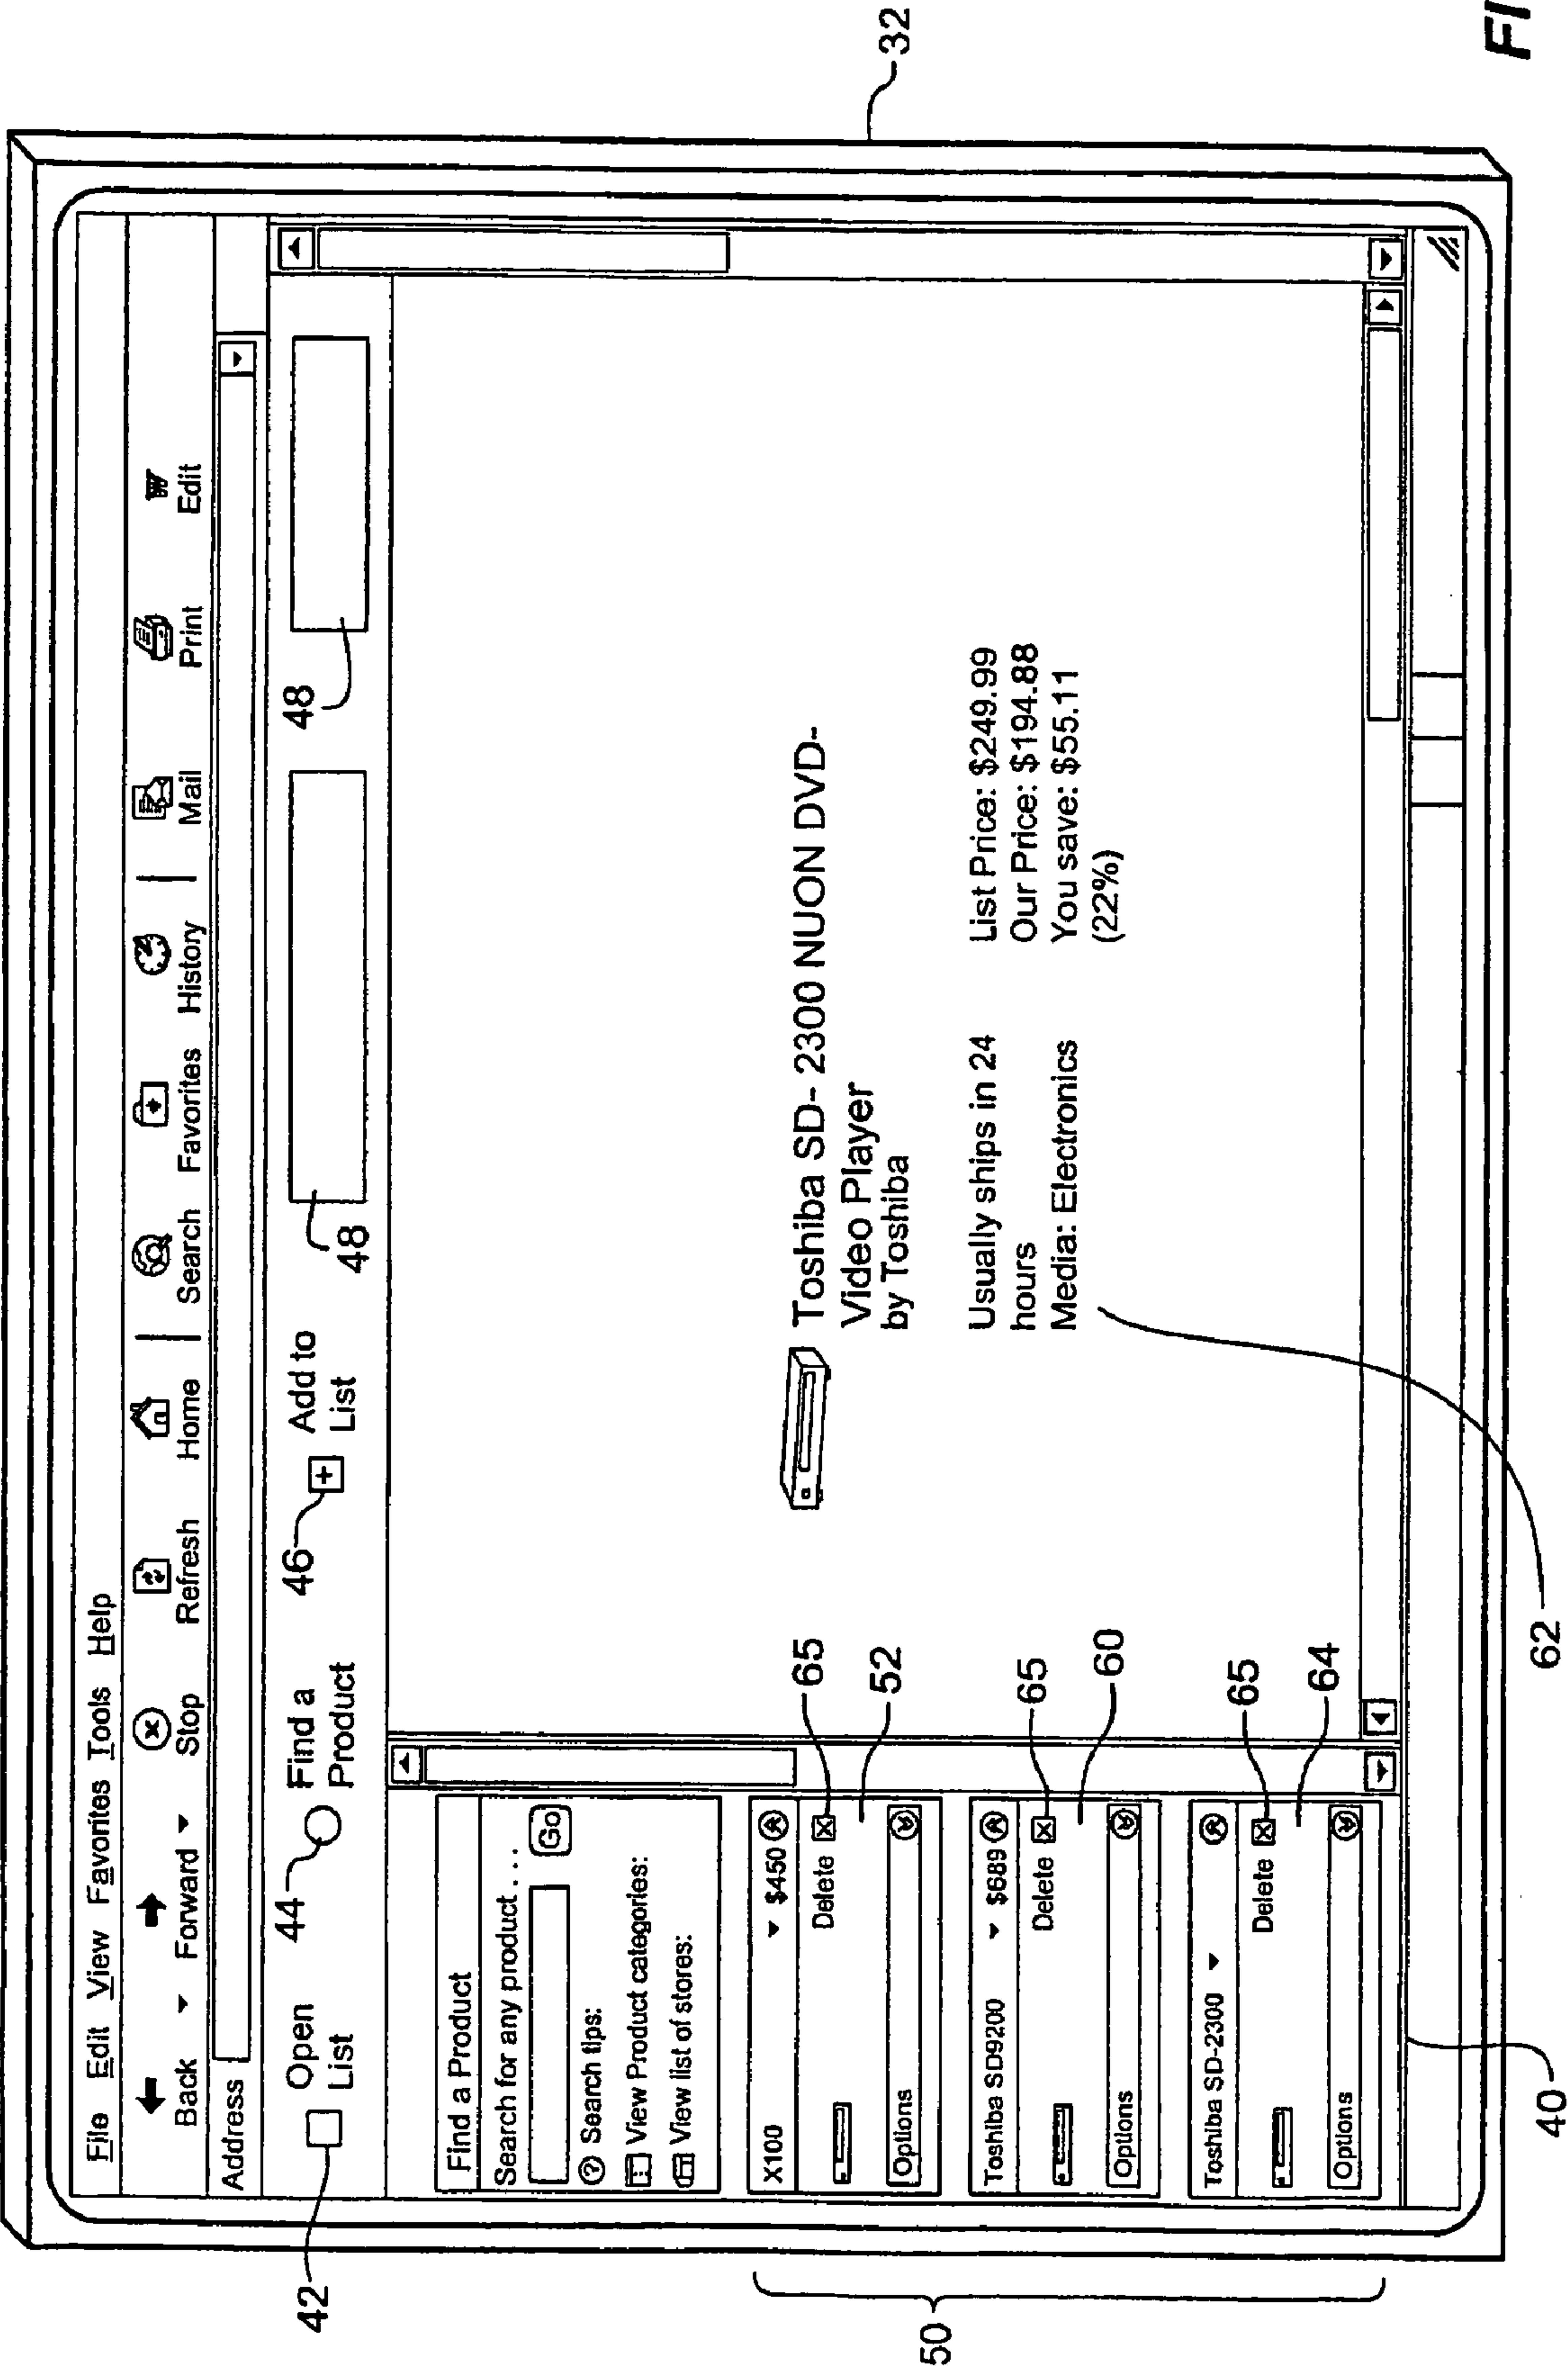 File Edit View Favorites Tools Help
Back Forward Stop Refresh Home Search Favorites History Mail Print Edit
Address
42
Open
List
44
Find a
Product
46
Add to
List
48
48
32
Find a Product
Search for any product....
Go
Search tips:
View Product categories:
View list of stores:
X100 $450
Delete
Options
65
52
Toshiba SD9200 $689
Delete
Options
65
60
Toshiba SD-2300
Delete
Options
65
64
Toshiba SD- 2300 NUON DVD-
Video Player
by Toshiba
Usually ships in 24
hours
Media: Electronics
List Price: $249.99
Our Price: $194.88
You save: $55.11
(22%)
50
40
62
FI